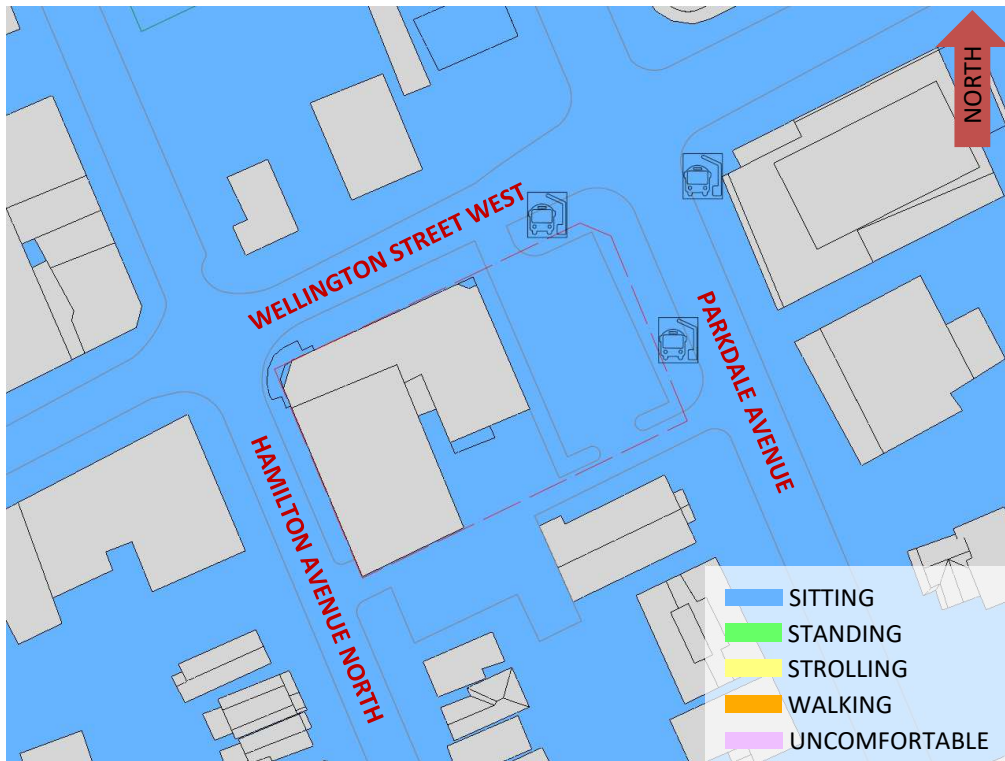 NORTH
WELLINGTON STREET WEST
PARKDALE AVENUE
HAMILTON AVENUE NORTH
SITTING
STANDING
STROLLING
WALKING
UNCOMFORTABLE